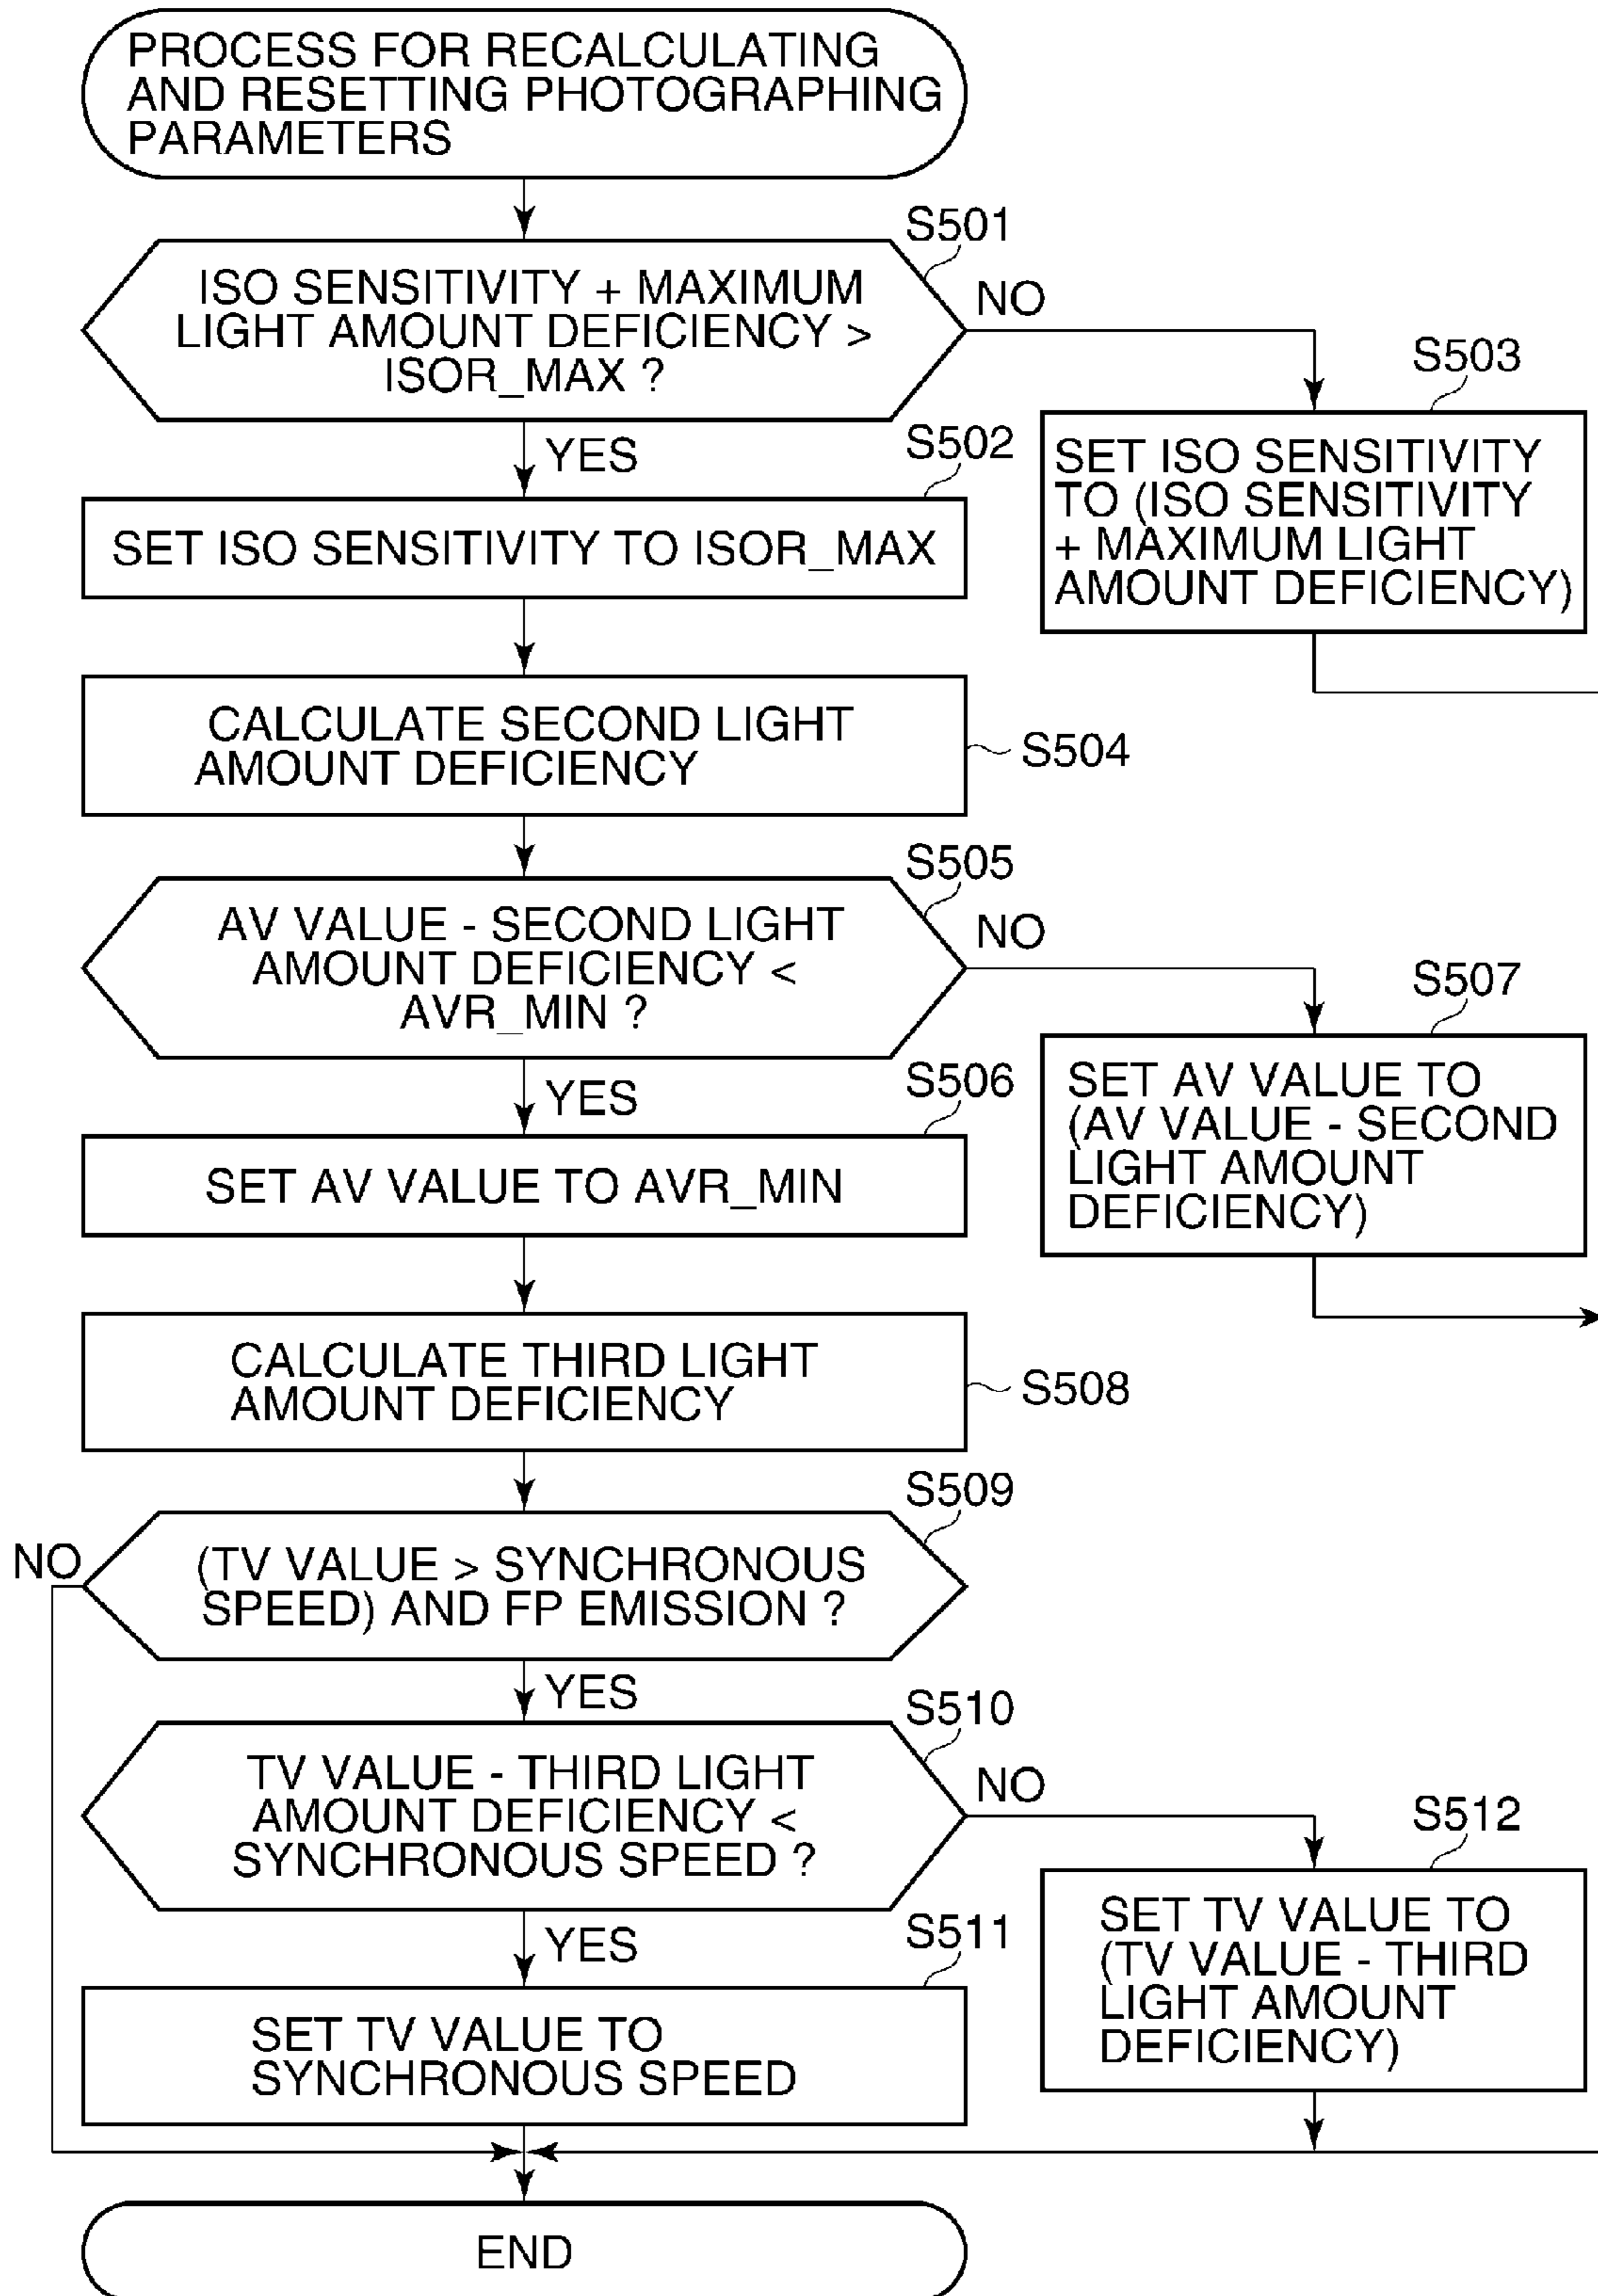 PROCESS FOR RECALCULATING
AND RESETTING PHOTOGRAPHING
PARAMETERS
S501
ISO SENSITIVITY + MAXIMUM
LIGHT AMOUNT DEFICIENCY >
ISOR_MAX ?
NO
YES
S503
SET ISO SENSITIVITY
TO (ISO SENSITIVITY
+ MAXIMUM LIGHT
AMOUNT DEFICIENCY)
S502
SET ISO SENSITIVITY TO ISOR_MAX
CALCULATE SECOND LIGHT
AMOUNT DEFICIENCY
S504
S505
AV VALUE - SECOND LIGHT
AMOUNT DEFICIENCY <
AVR_MIN ?
NO
YES
S507
SET AV VALUE TO
(AV VALUE - SECOND
LIGHT AMOUNT
DEFICIENCY)
S506
SET AV VALUE TO AVR_MIN
CALCULATE THIRD LIGHT
AMOUNT DEFICIENCY
S508
S509
NO
(TV VALUE > SYNCHRONOUS
SPEED) AND FP EMISSION ?
YES
S510
TV VALUE - THIRD LIGHT
AMOUNT DEFICIENCY <
SYNCHRONOUS SPEED ?
NO
YES
S512
SET TV VALUE TO
(TV VALUE - THIRD
LIGHT AMOUNT
DEFICIENCY)
S511
SET TV VALUE TO
SYNCHRONOUS SPEED
END